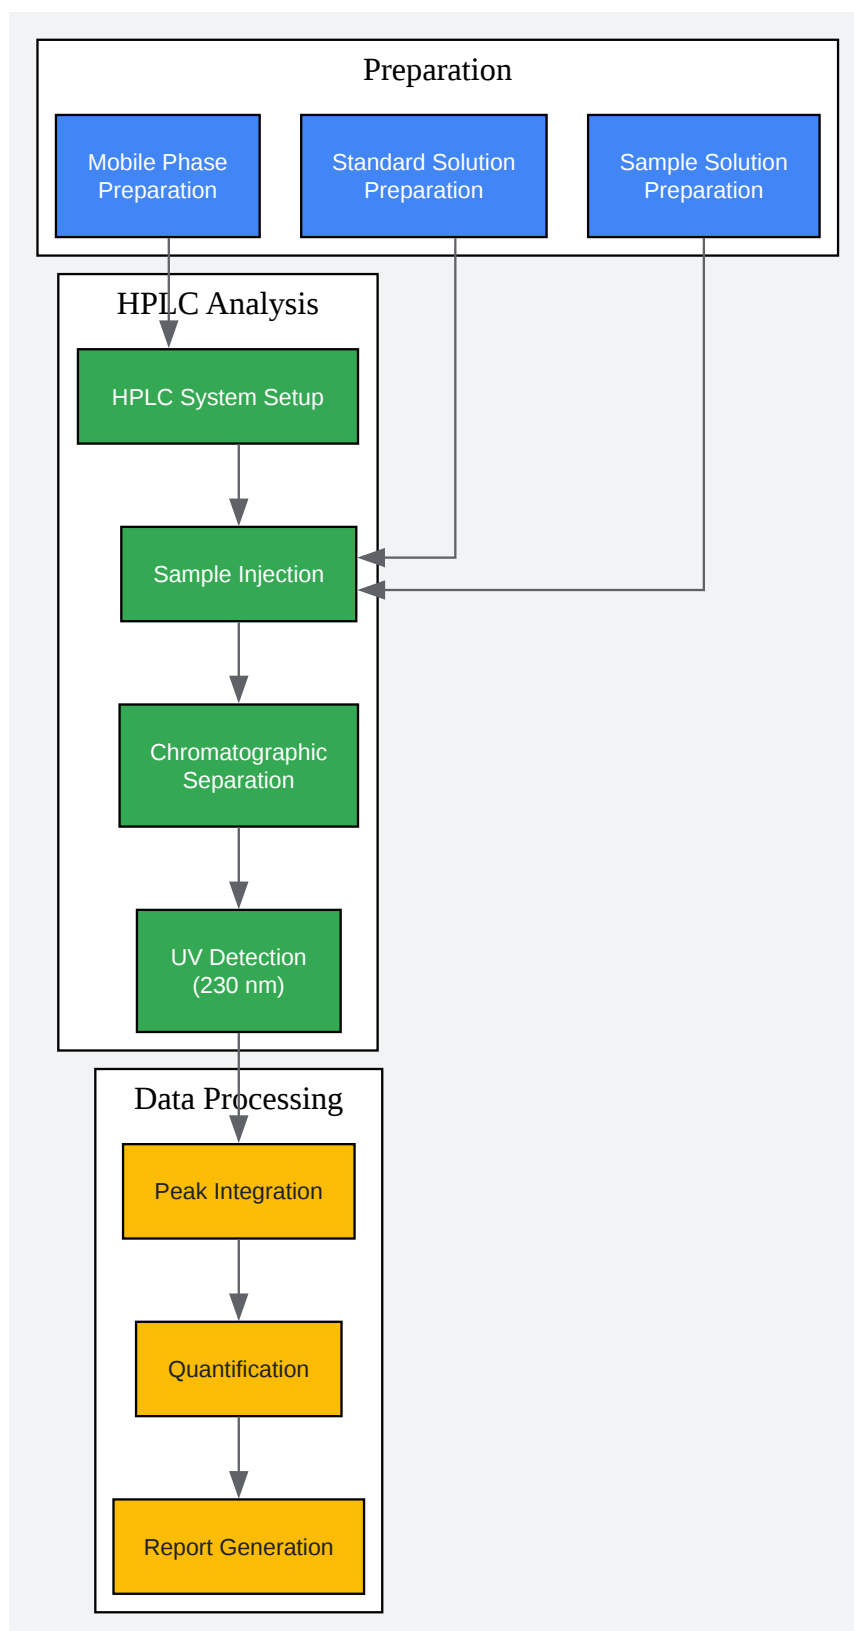 Preparation
Mobile Phase
Preparation
Standard Solution
Preparation
Sample Solution
Preparation
HPLC Analysis
HPLC System Setup
Sample Injection
Chromatographic
Separation
UV Detection
(230 nm)
Data Processing
Peak Integration
Quantification
Report Generation